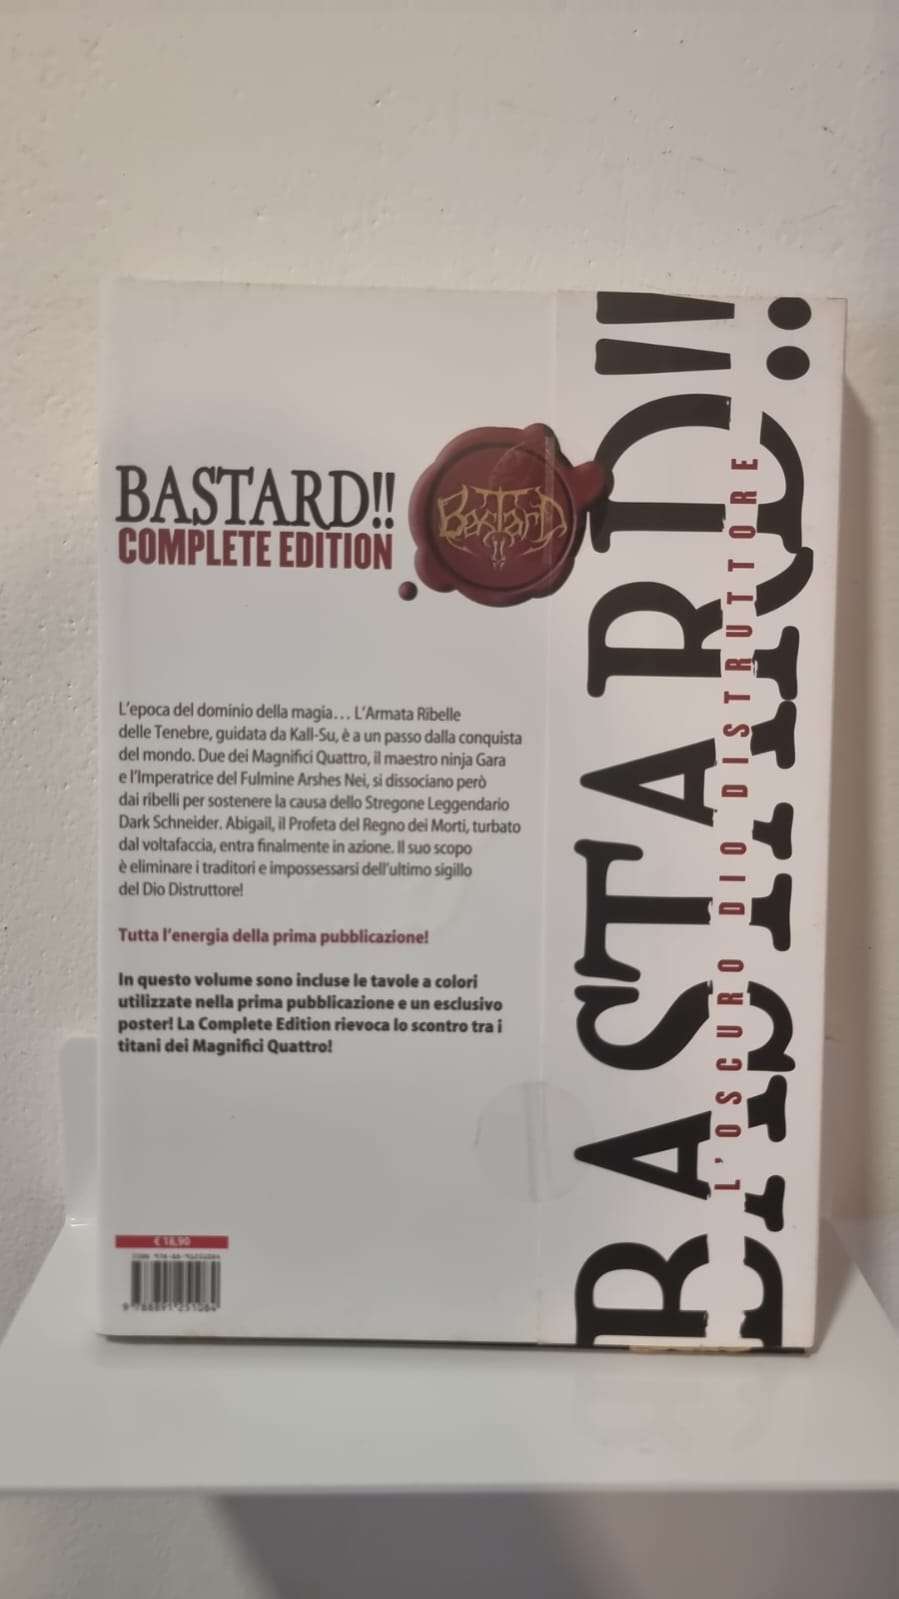 BASTARD!!
COMPLETE EDITION
Bastard!!
L'epoca del dominio della magia... L'Armata Ribelle
delle Tenebre, guidata da Kall-Su, è a un passo dalla conquista
del mondo. Due dei Magnifici Quattro, il maestro ninja Gara
e l'Imperatrice del Fulmine Arshes Nei, si dissociano però
dai ribelli per sostenere la causa dello Stregone Leggendario
Dark Schneider. Abigail, il Profeta del Regno dei Morti, turbato
dal voltafaccia, entra finalmente in azione. Il suo scopo
è eliminare i traditori e impossessarsi dell'ultimo sigillo
del Dio Distruttore!
Tutta l'energia della prima pubblicazione!
In questo volume sono incluse le tavole a colori
utilizzate nella prima pubblicazione e un esclusivo
poster! La Complete Edition rievoca lo scontro tra i
titani dei Magnifici Quattro!
€ 18,90
BASTARD!!
L'OSCURO DIO DISTRUTTORE